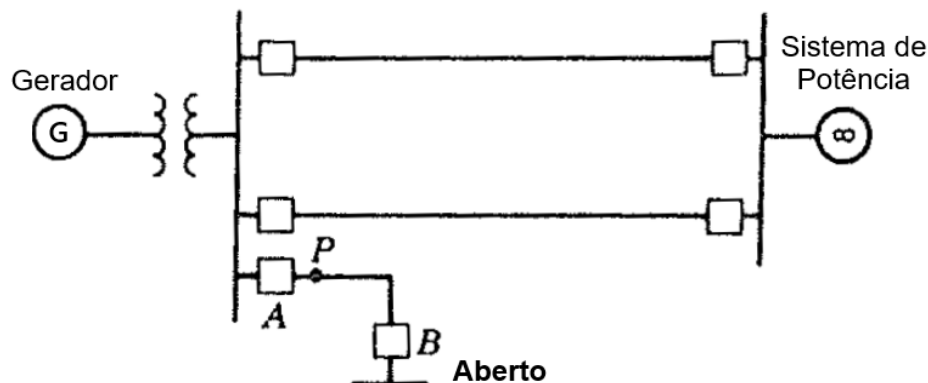 Gerador
G
Sistema de
Potência
∞
P
A
B
Aberto